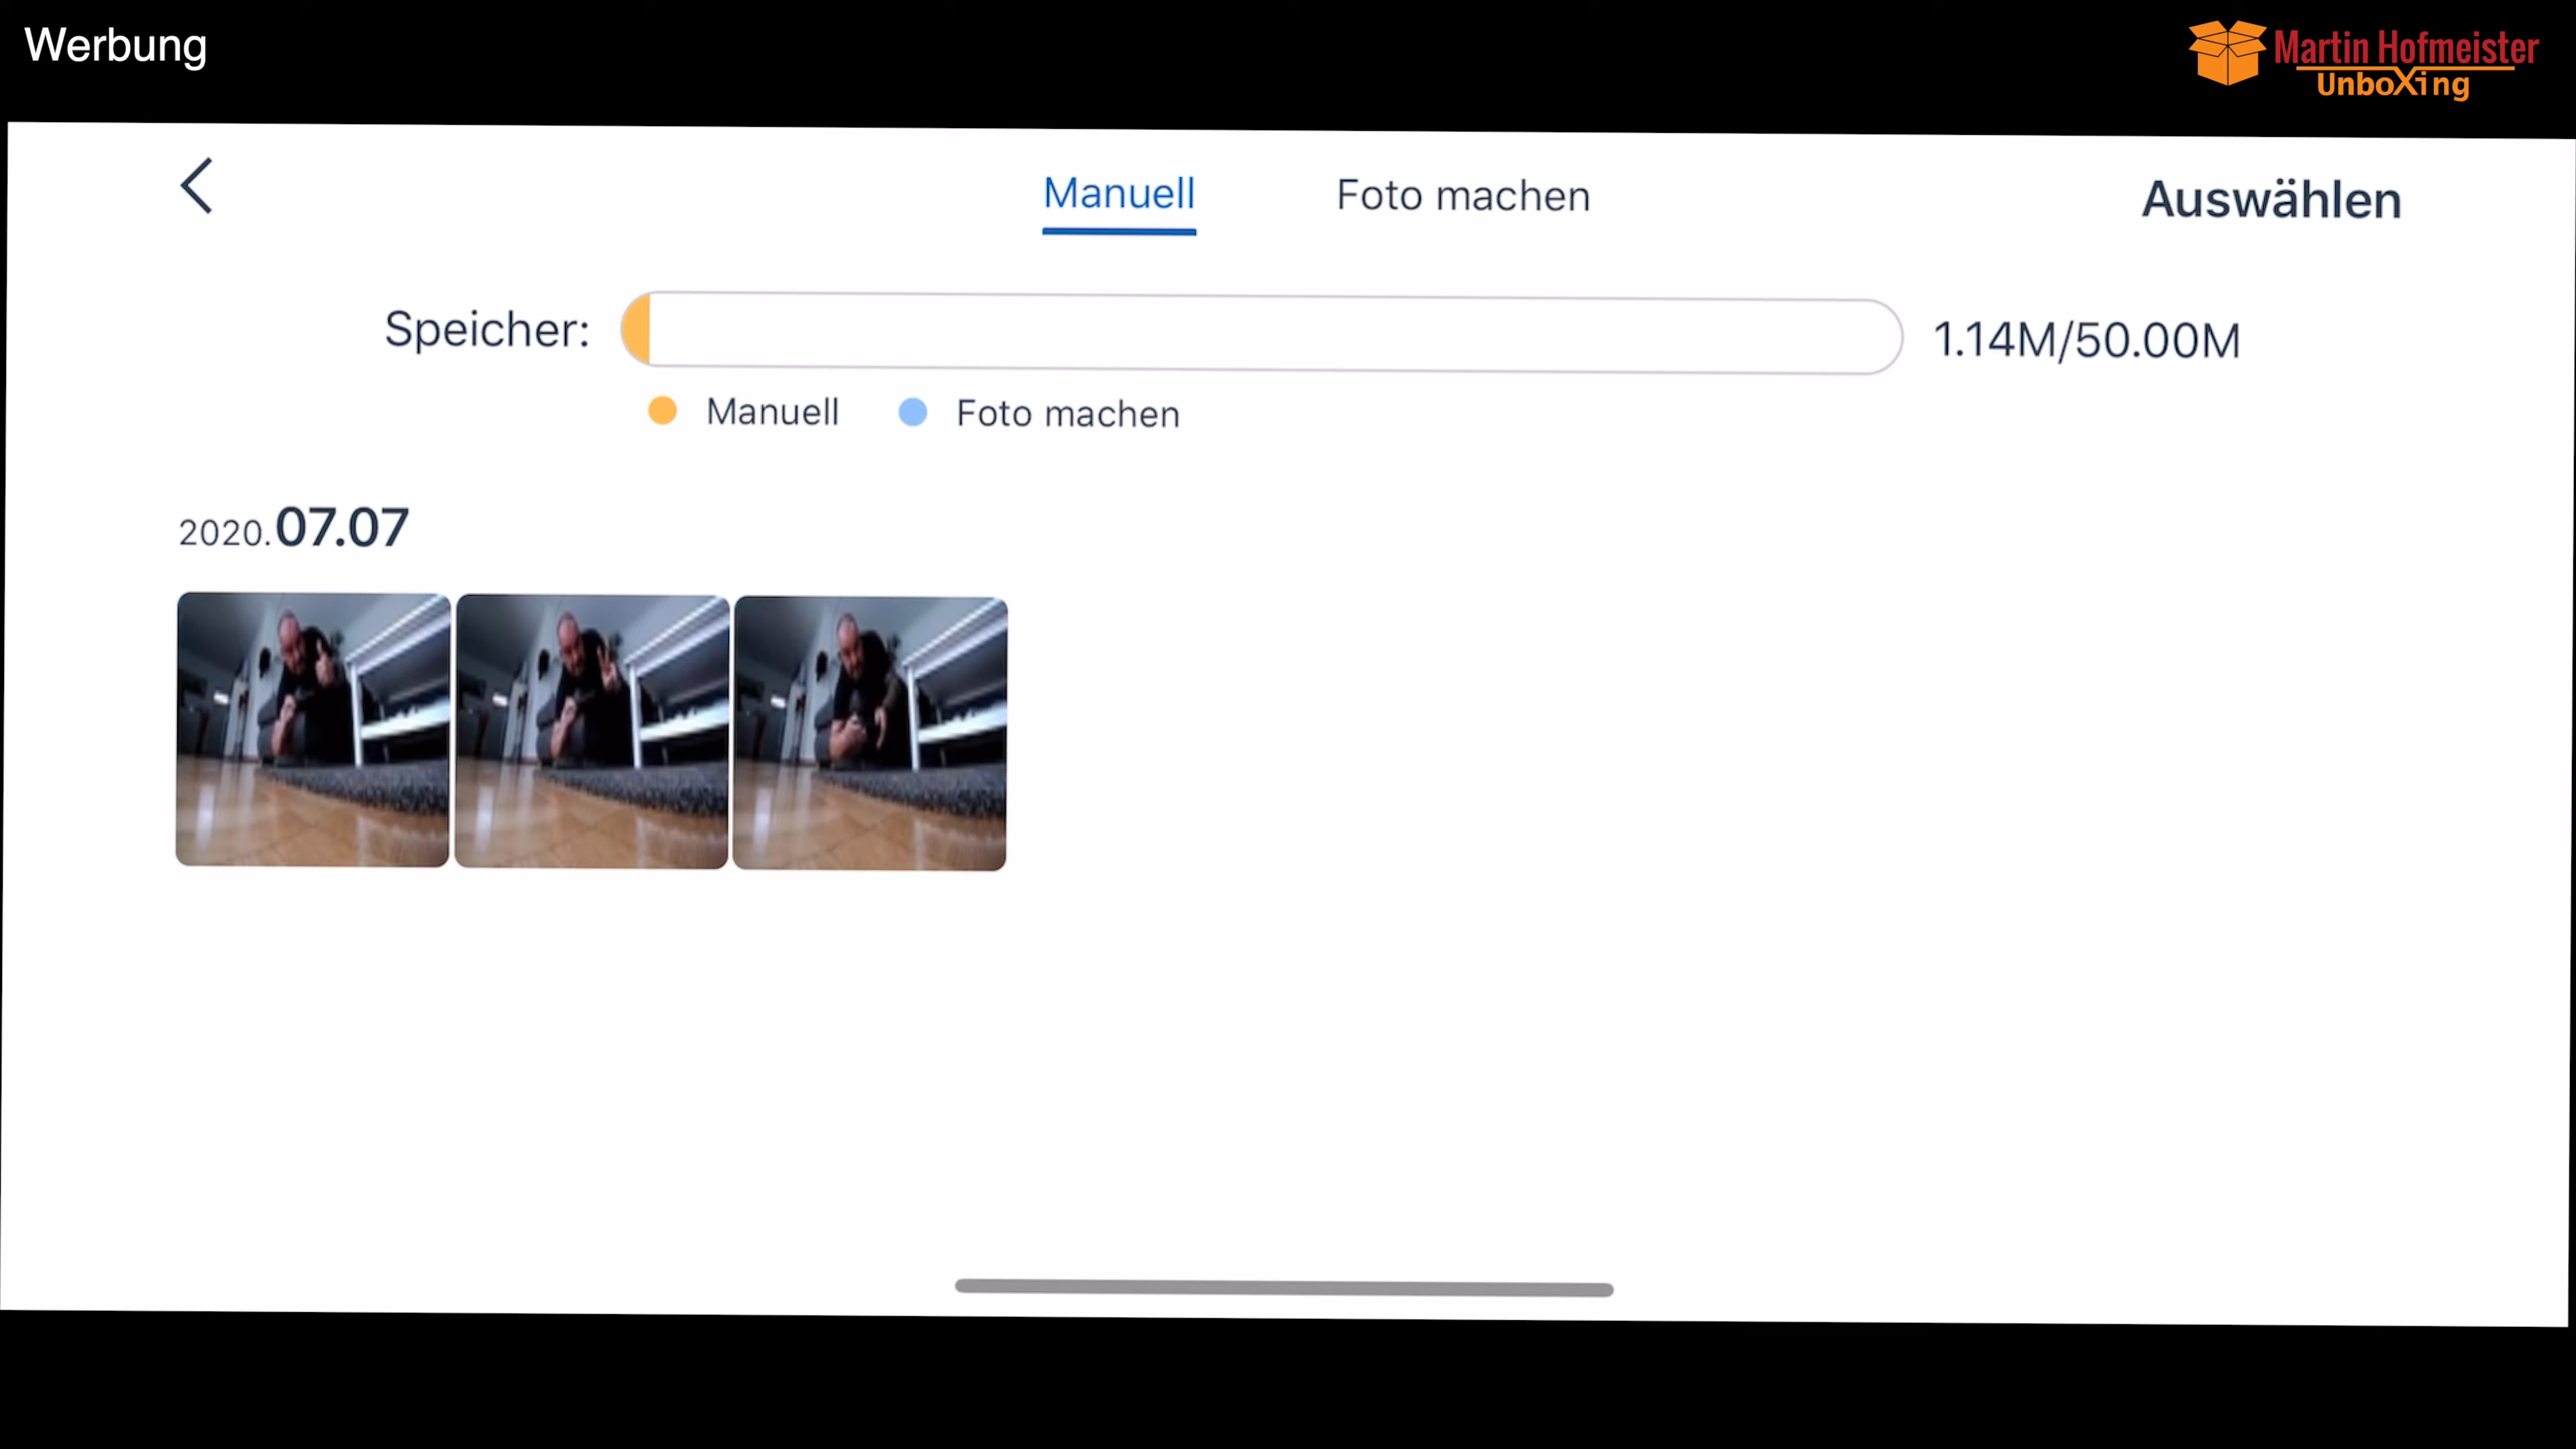 Werbung
Martin Hofmeister
UnboXing
Manuell Foto machen Auswählen
Speicher: 1.14M/50.00M
Manuell Foto machen
2020.07.07